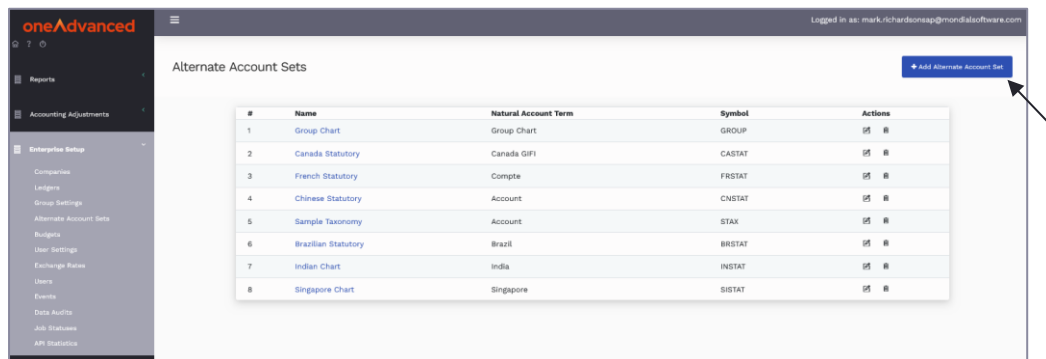 oneAdvanced
Logged in as: mark.richardsonsap@mondialsoftware.com
Reports
Accounting Adjustments
Enterprise Setup
Companies
Ledgers
Group Settings
Alternate Account Sets
Budgets
User Settings
Exchange Rates
Users
Events
Data Audits
Job Statuses
API Statistics
Alternate Account Sets
+ Add Alternate Account Set
# Name Natural Account Term Symbol Actions
1 Group Chart Group Chart GROUP
2 Canada Statutory Canada GIFI CASTAT
3 French Statutory Compte FRSTAT
4 Chinese Statutory Account CNSTAT
5 Sample Taxonomy Account STAX
6 Brazilian Statutory Brazil BRSTAT
7 Indian Chart India INSTAT
8 Singapore Chart Singapore SISTAT